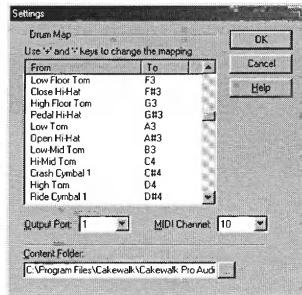 Settings
Drum Map
Use '+' and '-' keys to change the mapping
From To
Low Floor Tom F3
Close Hi-Hat F#3
High Floor Tom G3
Pedal Hi-Hat G#3
Low Tom A3
Open Hi-Hat A#3
Low-Mid Tom B3
Hi-Mid Tom C4
Crash Cymbal 1 C#4
High Tom D4
Ride Cymbal 1 D#4
OK
Cancel
Help
Output Port: 1 MIDI Channel: 10
Content Folder:
C:\Program Files\Cakewalk\Cakewalk Pro Audi ...